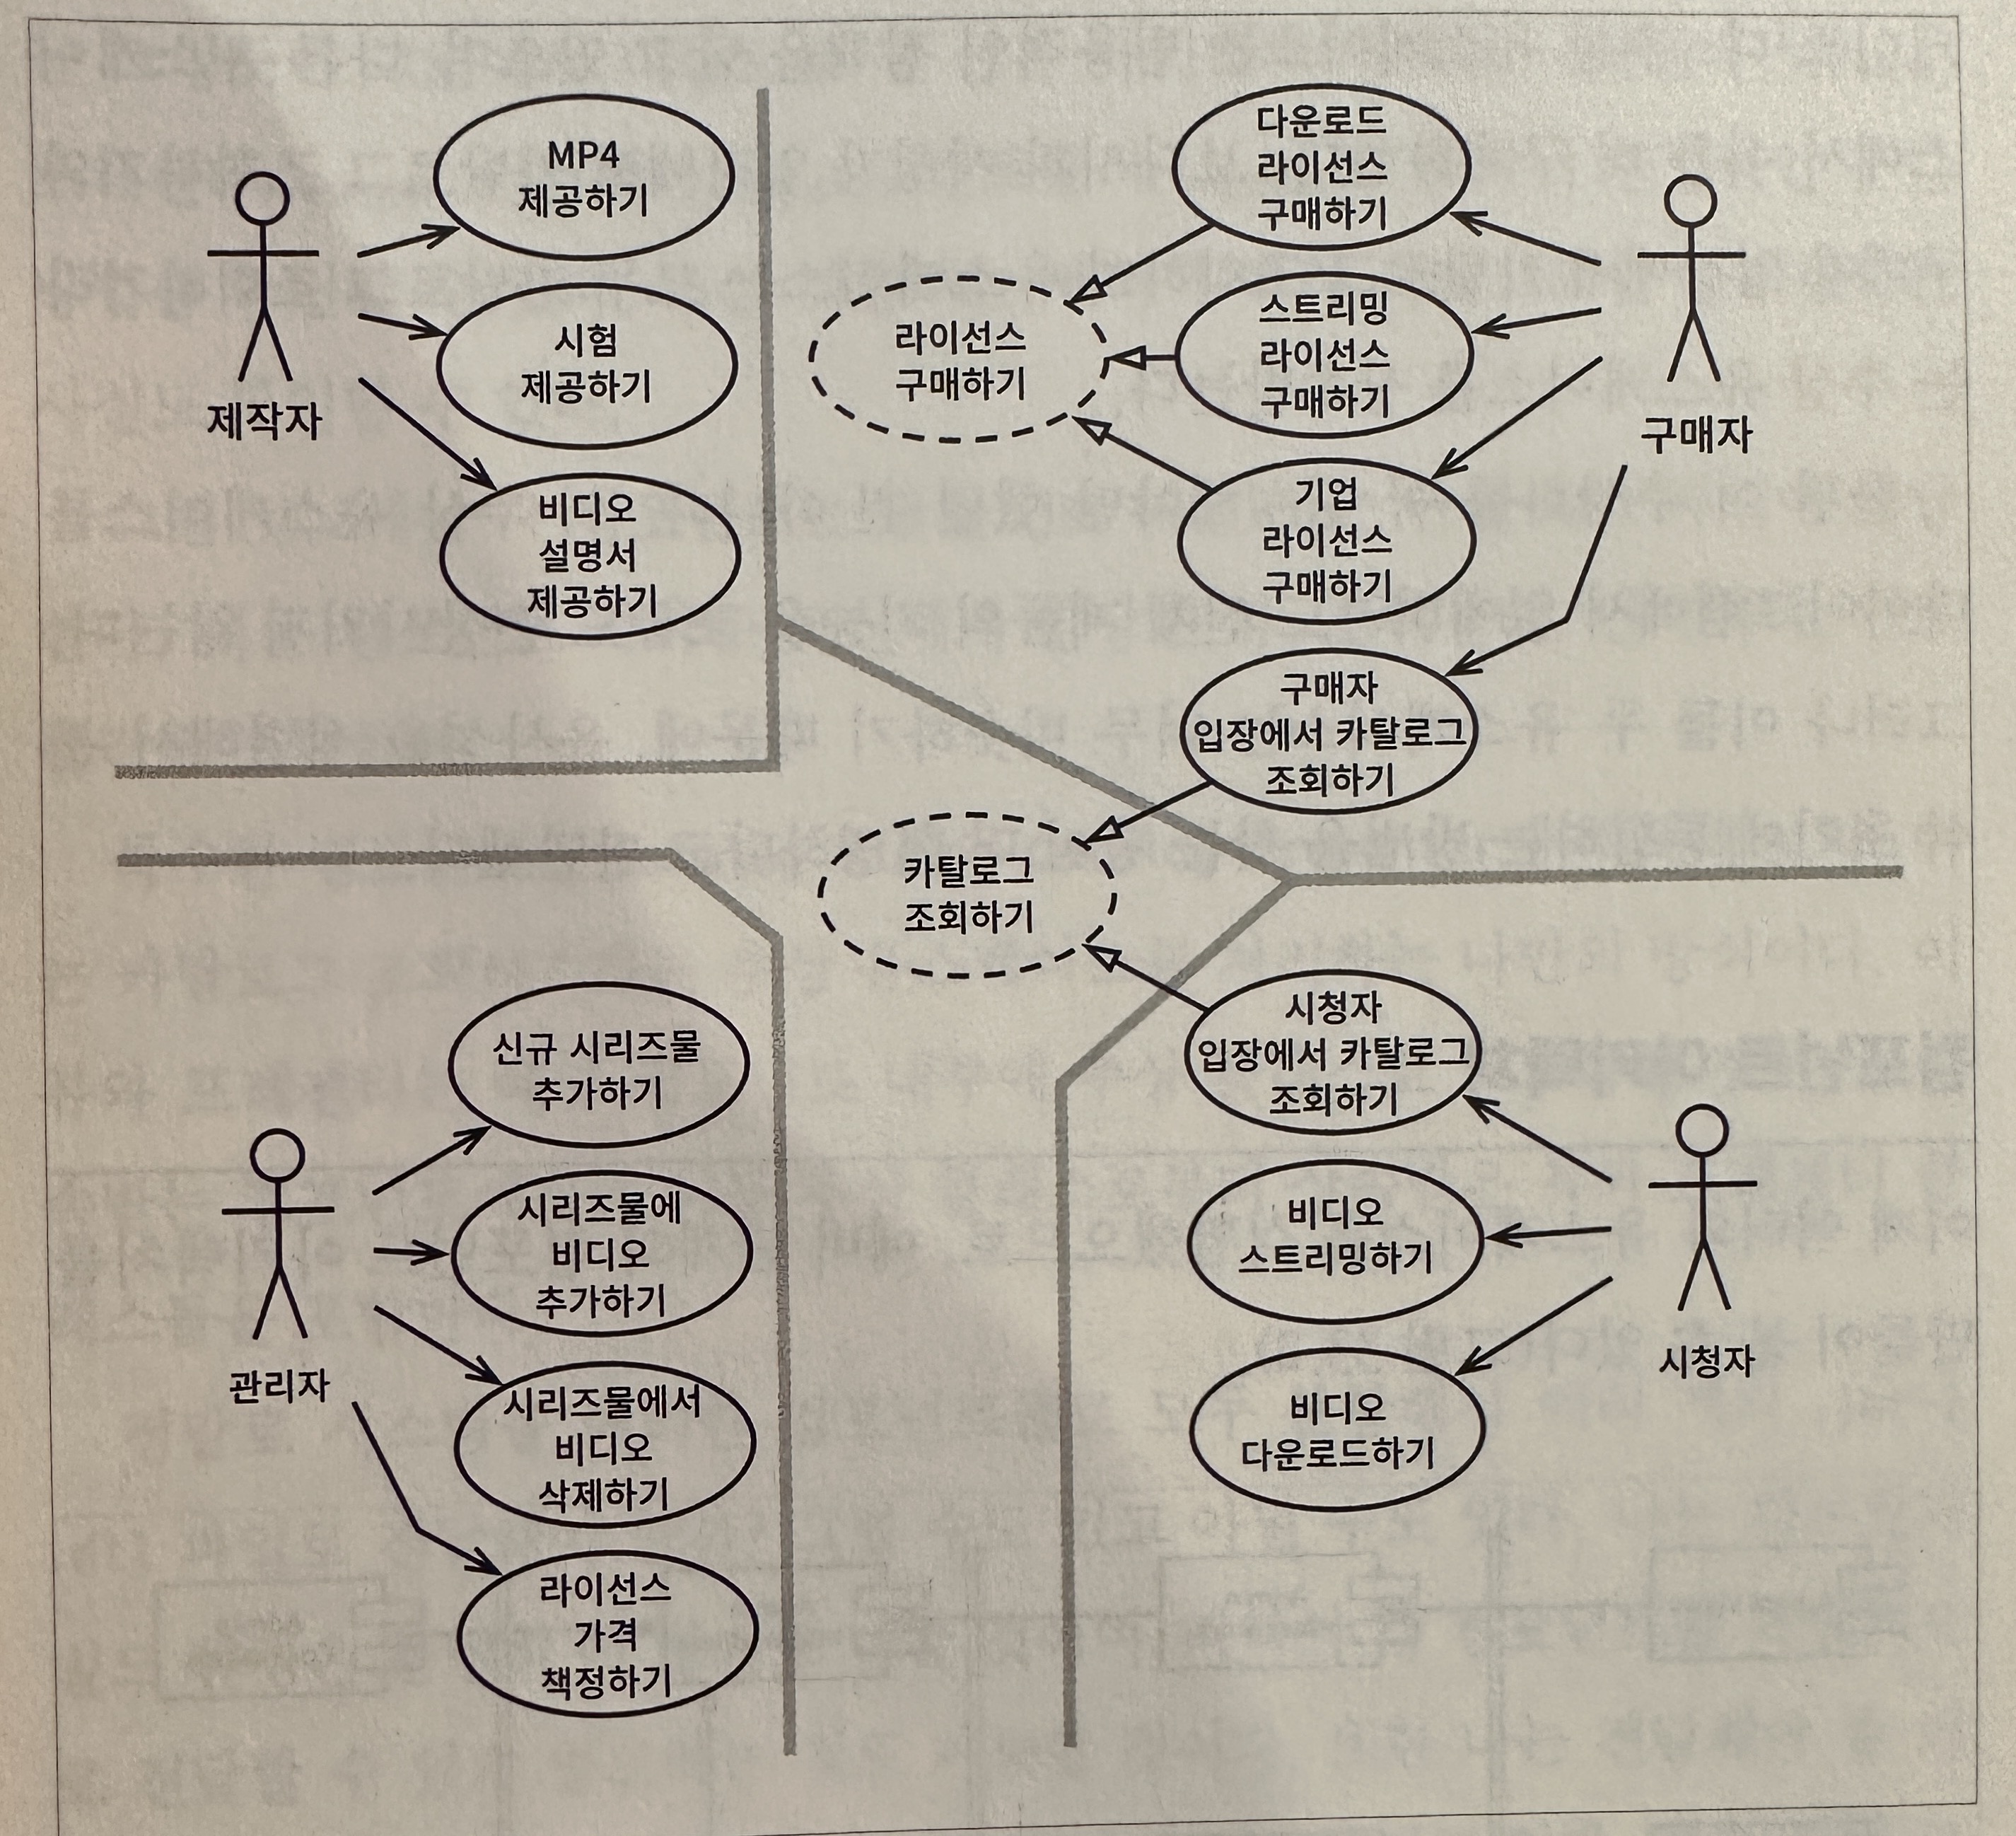 MP4
제공하기
시험
제공하기
비디오
설명서
제공하기
제작자
다운로드
라이선스
구매하기
스트리밍
라이선스
구매하기
라이선스
구매하기
기업
라이선스
구매하기
구매자
구매자
입장에서 카탈로그
조회하기
카탈로그
조회하기
신규 시리즈물
추가하기
시리즈물에
비디오
추가하기
시리즈물에서
비디오
삭제하기
라이선스
가격
책정하기
관리자
시청자
입장에서 카탈로그
조회하기
비디오
스트리밍하기
비디오
다운로드하기
시청자